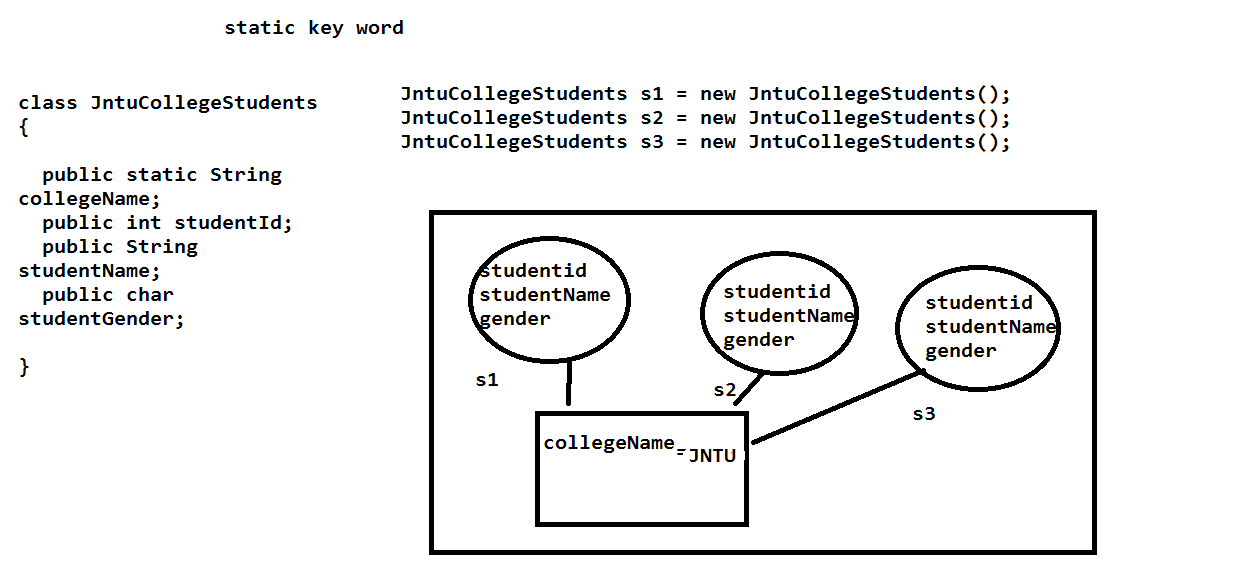 static key word
class JntuCollegeStudents
{
public static String
collegeName;
public int studentId;
public String
studentName;
public char
studentGender;
}
JntuCollegeStudents s1 = new JntuCollegeStudents();
JntuCollegeStudents s2 = new JntuCollegeStudents();
JntuCollegeStudents s3 = new JntuCollegeStudents();
studentid
studentName
gender
s1
studentid
studentName
gender
s2
studentid
studentName
gender
s3
collegeName = JNTU